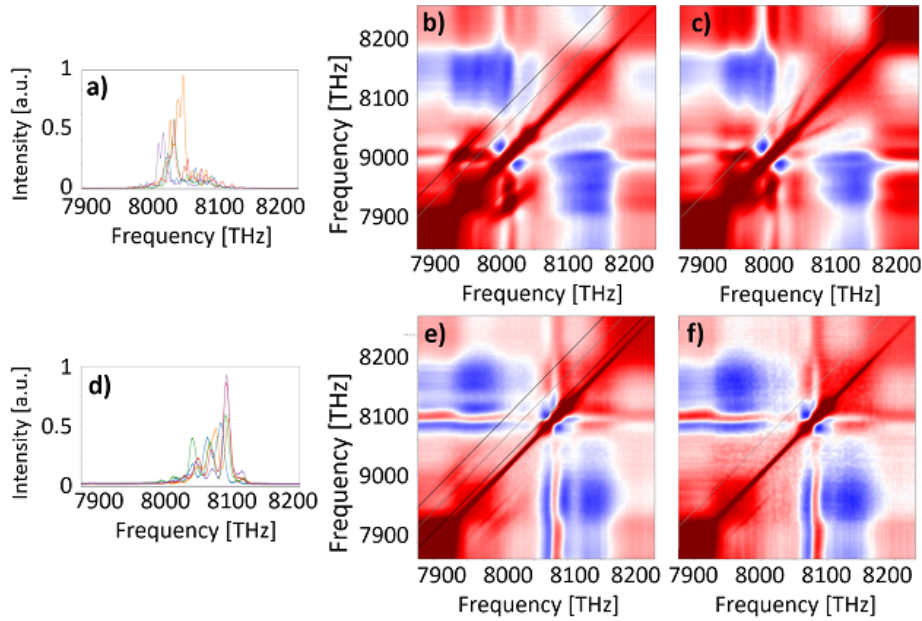 a)
1
0.5
0
Intensity [a.u.]
7900 8000 8100 8200
Frequency [THz]
b)
8200
8100
9000
7900
Frequency [THz]
7900 8000 8100 8200
Frequency [THz]
c)
7900 8000 8100 8200
Frequency [THz]
d)
1
0.5
0
Intensity [a.u.]
7900 8000 8100 8200
Frequency [THz]
e)
8200
8100
9000
7900
Frequency [THz]
7900 8000 8100 8200
Frequency [THz]
f)
7900 8000 8100 8200
Frequency [THz]